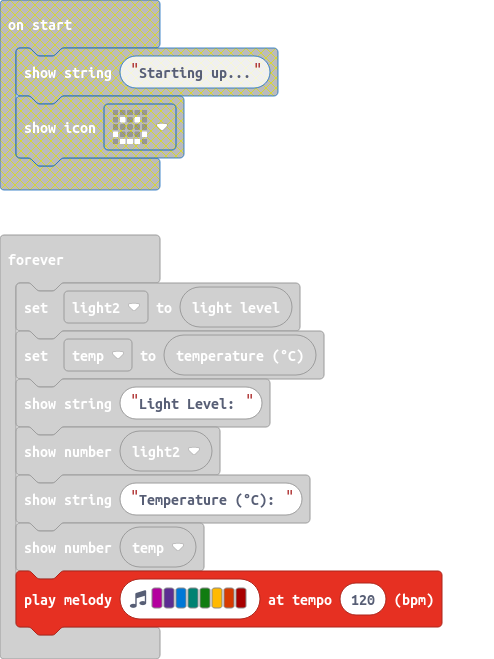 on start
show string "Starting up..."
show icon
forever
set light2 to light level
set temp to temperature (°C)
show string "Light Level: "
show number light2
show string "Temperature (°C): "
show number temp
play melody at tempo 120 (bpm)